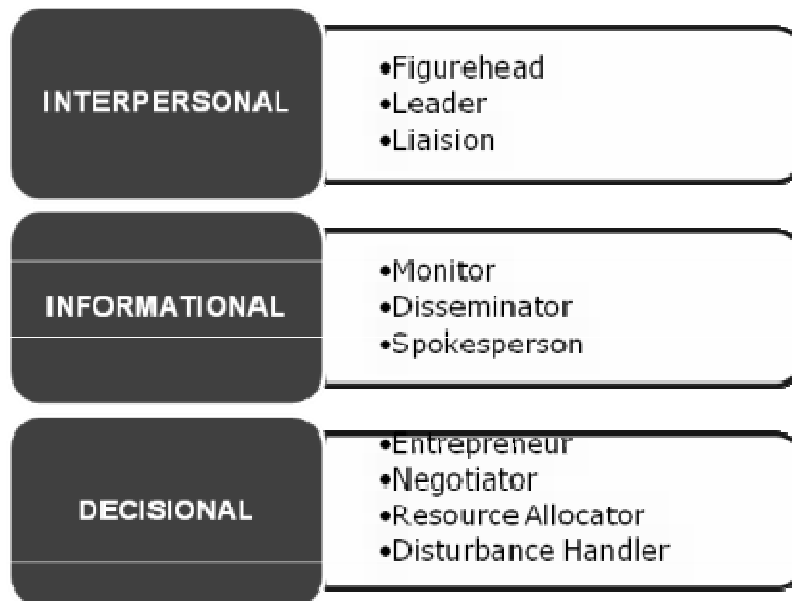 INTERPERSONAL
•Figurehead
•Leader
•Liaision
INFORMATIONAL
•Monitor
•Disseminator
•Spokesperson
DECISIONAL
•Entrepreneur
•Negotiator
•Resource Allocator
•Disturbance Handler